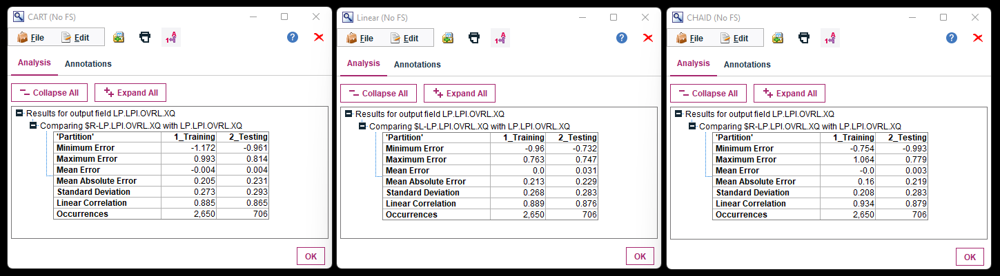 CART (No FS)
File Edit
Analysis Annotations
Collapse All Expand All
Results for output field LP.LPI.OVRL.XQ
Comparing $R-LP.LPI.OVRL.XQ with LP.LPI.OVRL.XQ
'Partition' 1_Training 2_Testing
Minimum Error -1.172 -0.961
Maximum Error 0.993 0.814
Mean Error -0.004 0.004
Mean Absolute Error 0.205 0.231
Standard Deviation 0.273 0.293
Linear Correlation 0.885 0.865
Occurrences 2,650 706
OK
Linear (No FS)
File Edit
Analysis Annotations
Collapse All Expand All
Results for output field LP.LPI.OVRL.XQ
Comparing $L-LP.LPI.OVRL.XQ with LP.LPI.OVRL.XQ
'Partition' 1_Training 2_Testing
Minimum Error -0.96 -0.732
Maximum Error 0.763 0.747
Mean Error 0.0 0.031
Mean Absolute Error 0.213 0.229
Standard Deviation 0.268 0.283
Linear Correlation 0.889 0.876
Occurrences 2,650 706
OK
CHAID (No FS)
File Edit
Analysis Annotations
Collapse All Expand All
Results for output field LP.LPI.OVRL.XQ
Comparing $R-LP.LPI.OVRL.XQ with LP.LPI.OVRL.XQ
'Partition' 1_Training 2_Testing
Minimum Error -0.754 -0.993
Maximum Error 1.064 0.779
Mean Error -0.0 0.003
Mean Absolute Error 0.16 0.219
Standard Deviation 0.208 0.283
Linear Correlation 0.934 0.879
Occurrences 2,650 706
OK